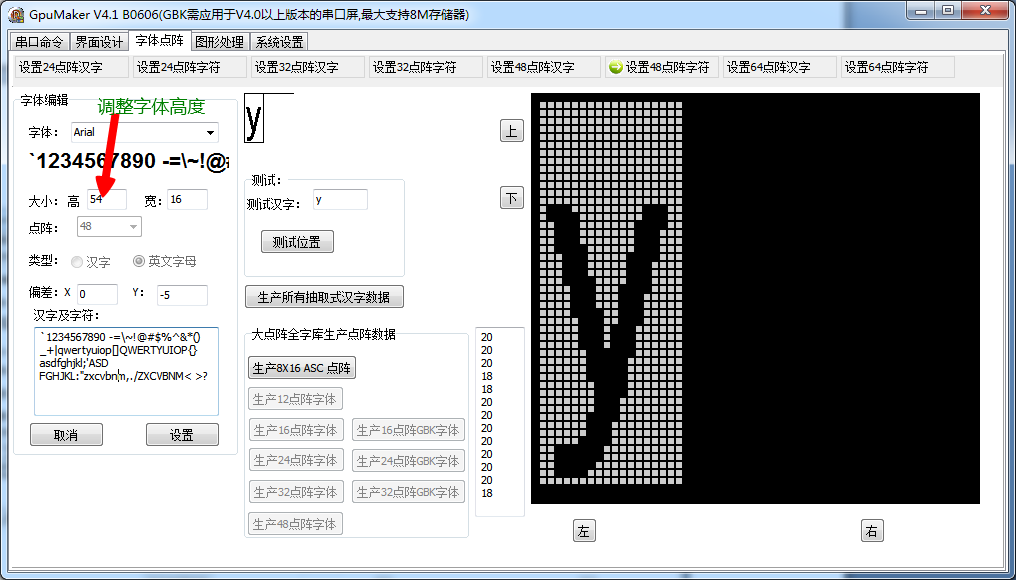 GpuMaker V4.1 B0606(GBK需应用于V4.0以上版本的串口屏,最大支持8M存储器)
串口命令 界面设计 字体点阵 图形处理 系统设置
设置24点阵汉字 设置24点阵字符 设置32点阵汉字 设置32点阵字符 设置48点阵汉字 设置48点阵字符 设置64点阵汉字 设置64点阵字符
字体编辑
调整字体高度
字体: Arial
`1234567890 -=\~!@#
大小: 高 54 宽: 16
点阵: 48
类型: 汉字 英文字母
偏差: X 0 Y: -5
汉字及字符:
`1234567890 -=\~!@#$%^&*()
_+|qwertyuiop[]QWERTYUIOP{}
asdfghjkl;'ASD
FGHJKL:"zxcvbnm,./ZXCVBNM< >?
取消 设置
y
测试:
测试汉字: y
测试位置
生产所有抽取式汉字数据
大点阵全字库生产点阵数据
生产8X16 ASC 点阵
生产12点阵字体
生产16点阵字体 生产16点阵GBK字体
生产24点阵字体 生产24点阵GBK字体
生产32点阵字体 生产32点阵GBK字体
生产48点阵字体
20
20
20
18
18
20
20
20
20
20
20
20
18
上
下
左 右